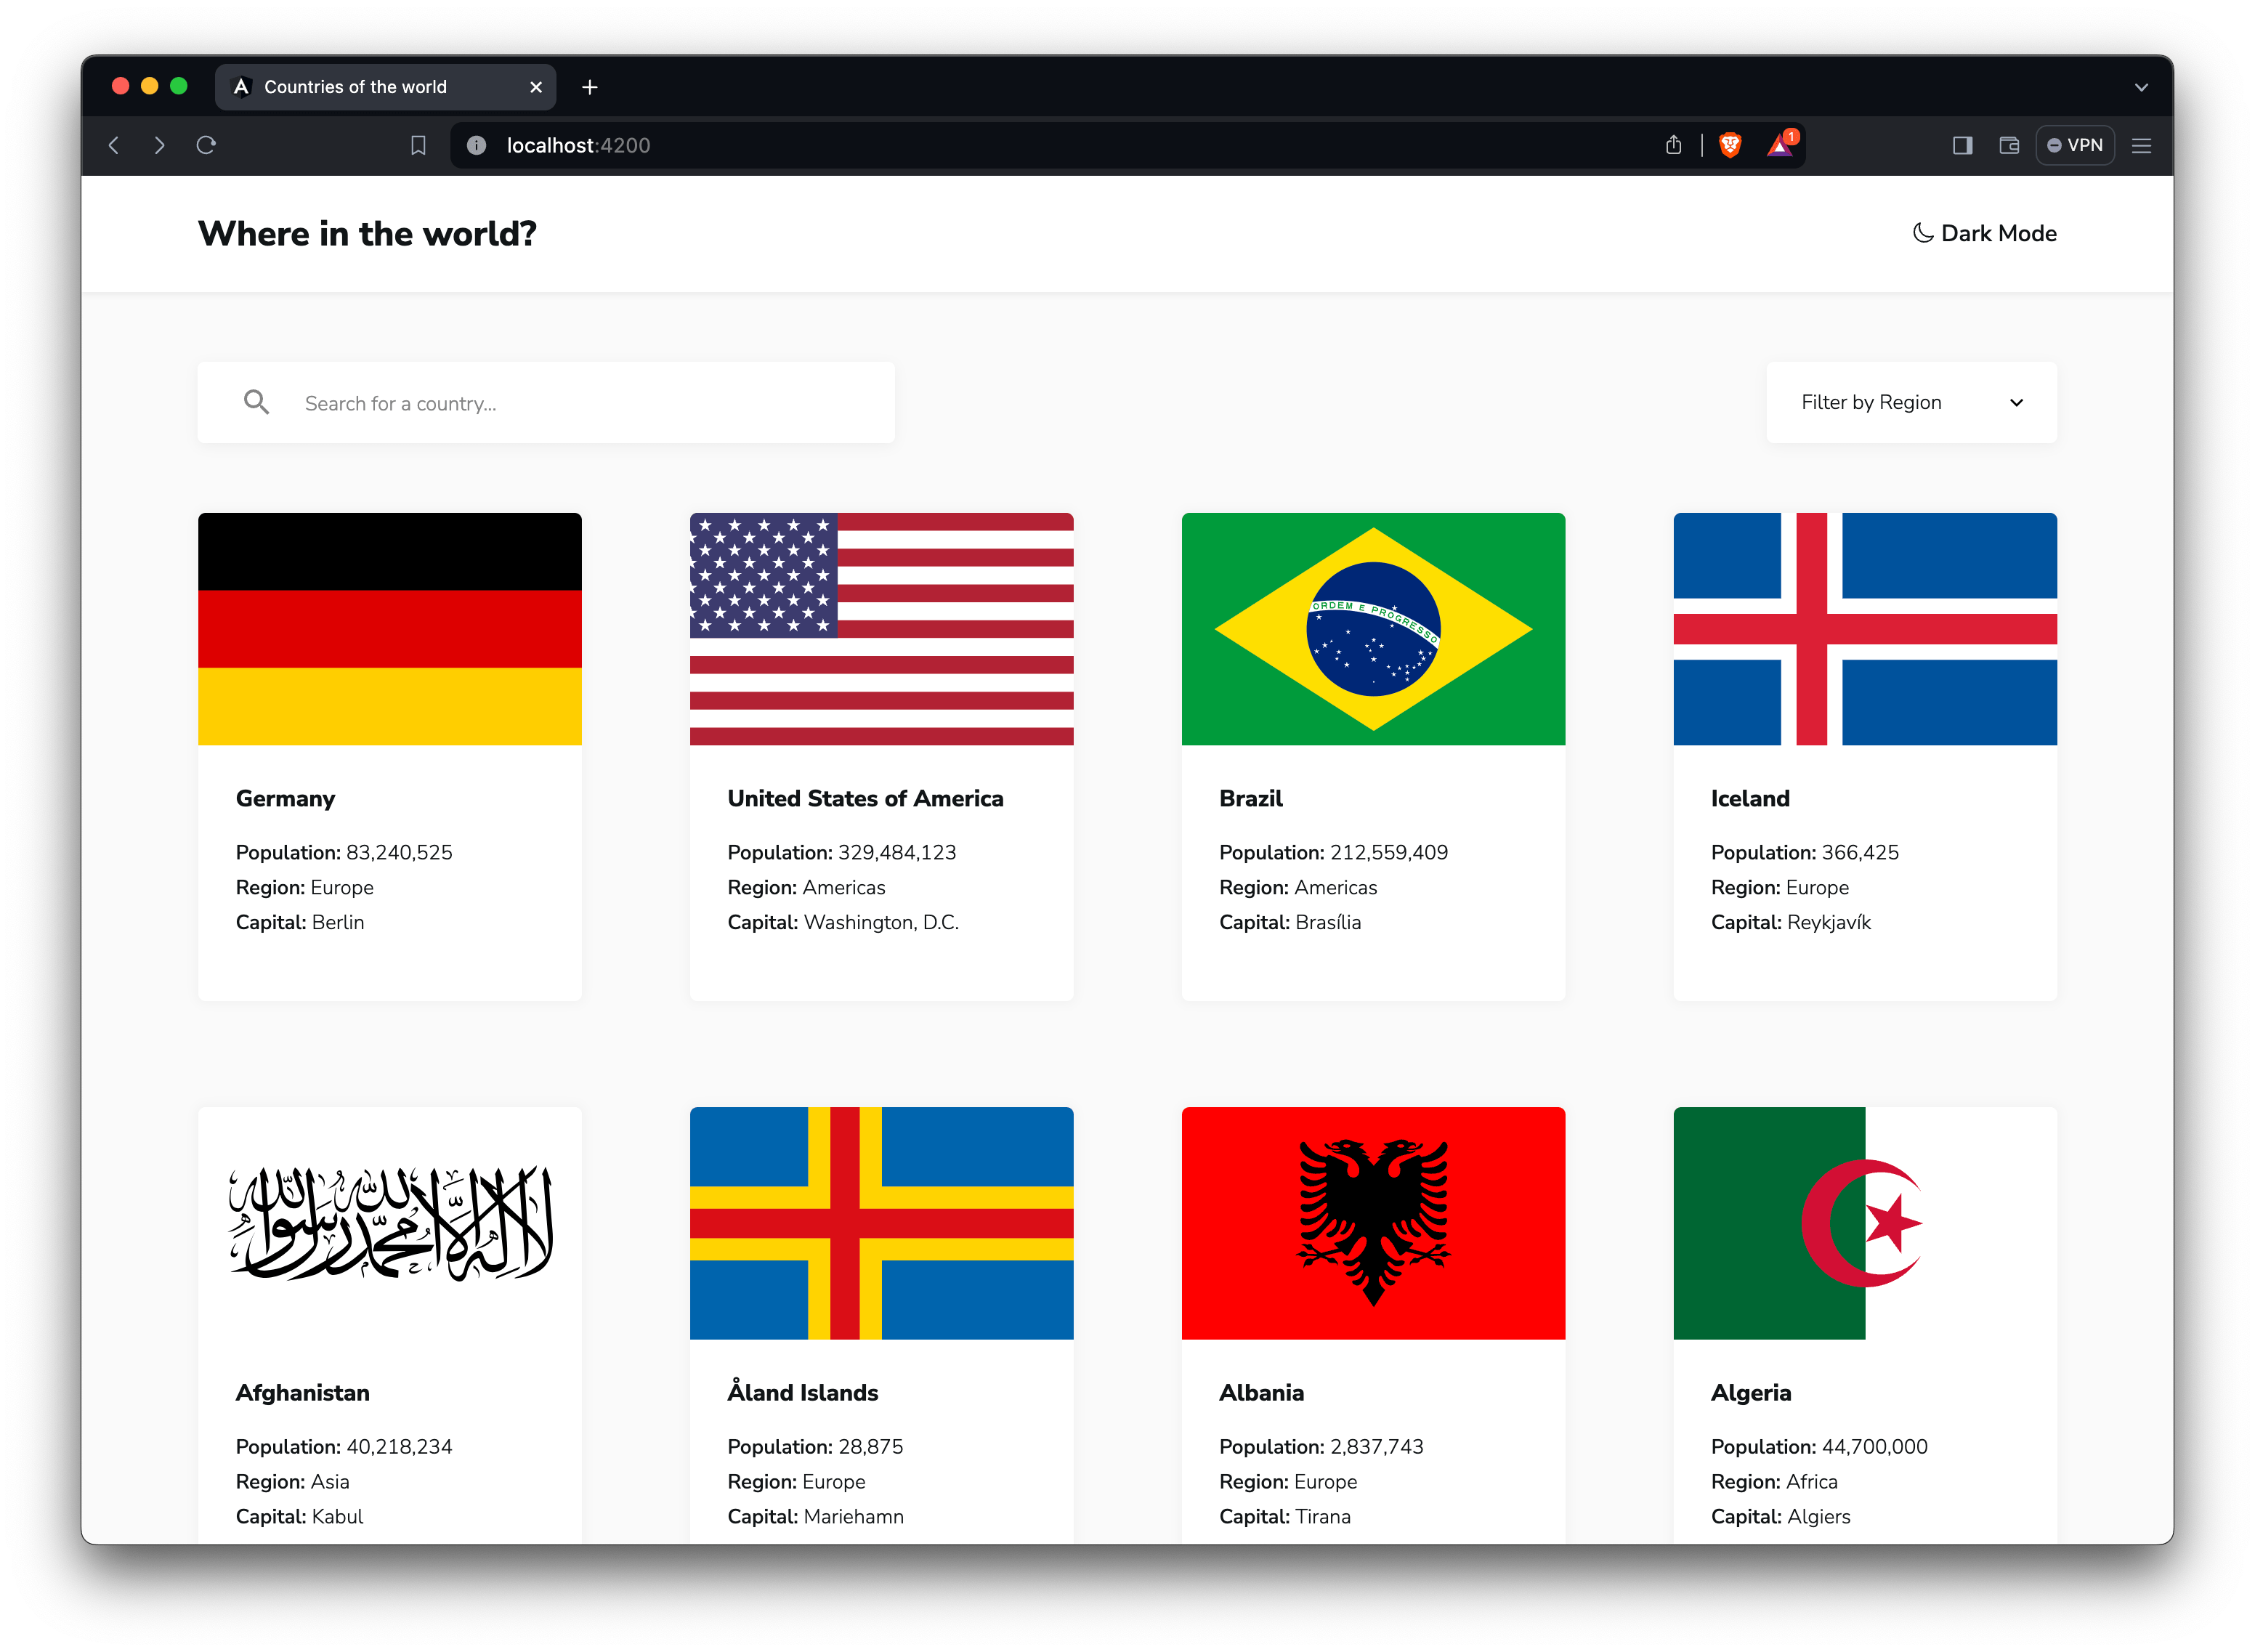 Countries of the world
localhost:4200
1
VPN
Where in the world?
Dark Mode
Search for a country...
Filter by Region
ORDEM E PROGRESSO
Germany
Population: 83,240,525
Region: Europe
Capital: Berlin
United States of America
Population: 329,484,123
Region: Americas
Capital: Washington, D.C.
Brazil
Population: 212,559,409
Region: Americas
Capital: Brasília
Iceland
Population: 366,425
Region: Europe
Capital: Reykjavík
لا إله إلا الله محمد رسول الله
Afghanistan
Population: 40,218,234
Region: Asia
Capital: Kabul
Åland Islands
Population: 28,875
Region: Europe
Capital: Mariehamn
Albania
Population: 2,837,743
Region: Europe
Capital: Tirana
Algeria
Population: 44,700,000
Region: Africa
Capital: Algiers